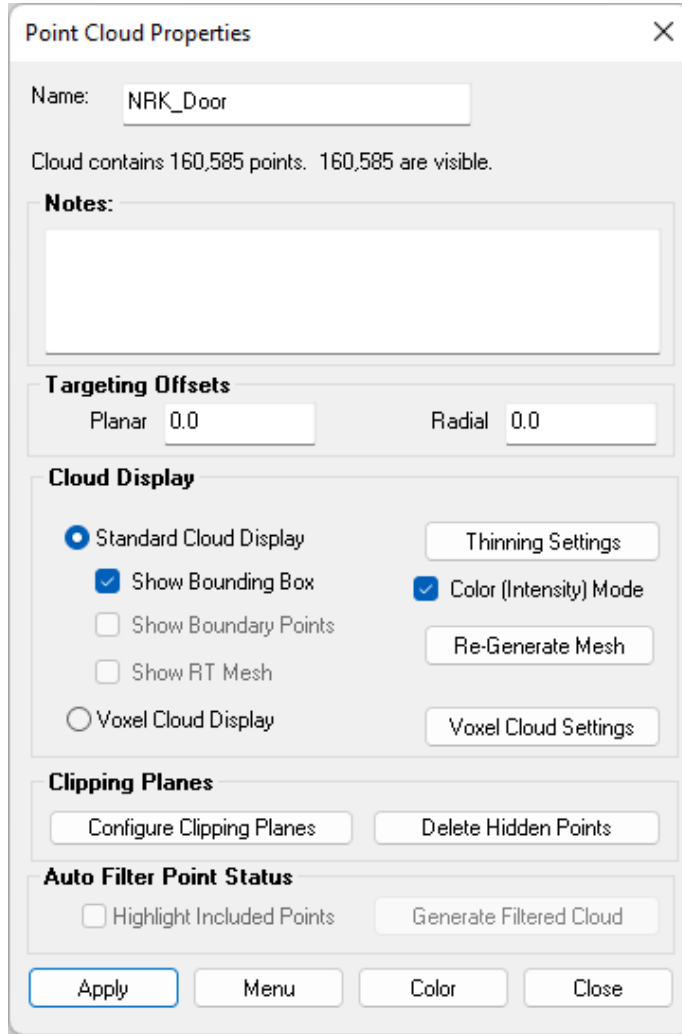 Point Cloud Properties
Name: NRK_Door
Cloud contains 160,585 points.  160,585 are visible.
Notes:
Targeting Offsets
Planar 0.0 Radial 0.0
Cloud Display
Standard Cloud Display Thinning Settings
Show Bounding Box Color (Intensity) Mode
Show Boundary Points Re-Generate Mesh
Show RT Mesh
Voxel Cloud Display Voxel Cloud Settings
Clipping Planes
Configure Clipping Planes Delete Hidden Points
Auto Filter Point Status
Highlight Included Points Generate Filtered Cloud
Apply Menu Color Close